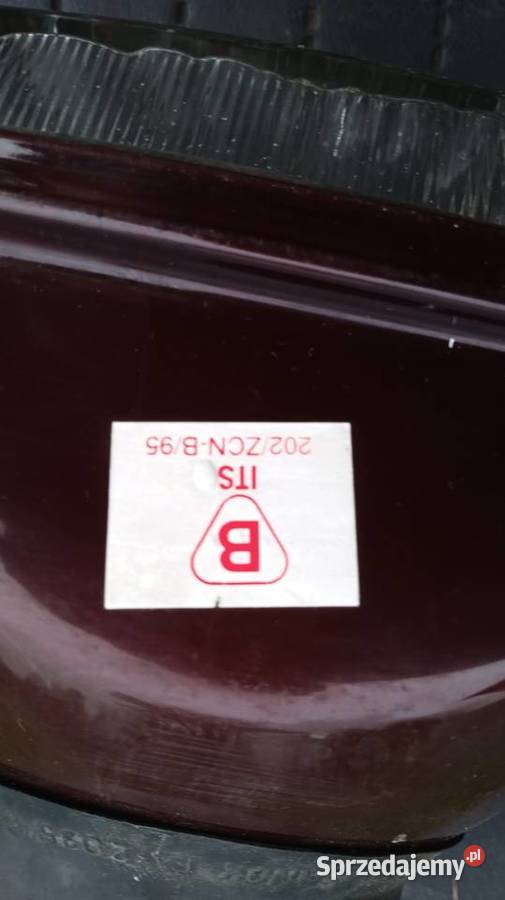 B
ITS
202/ZCN-B/95
Sprzedajemy.pl